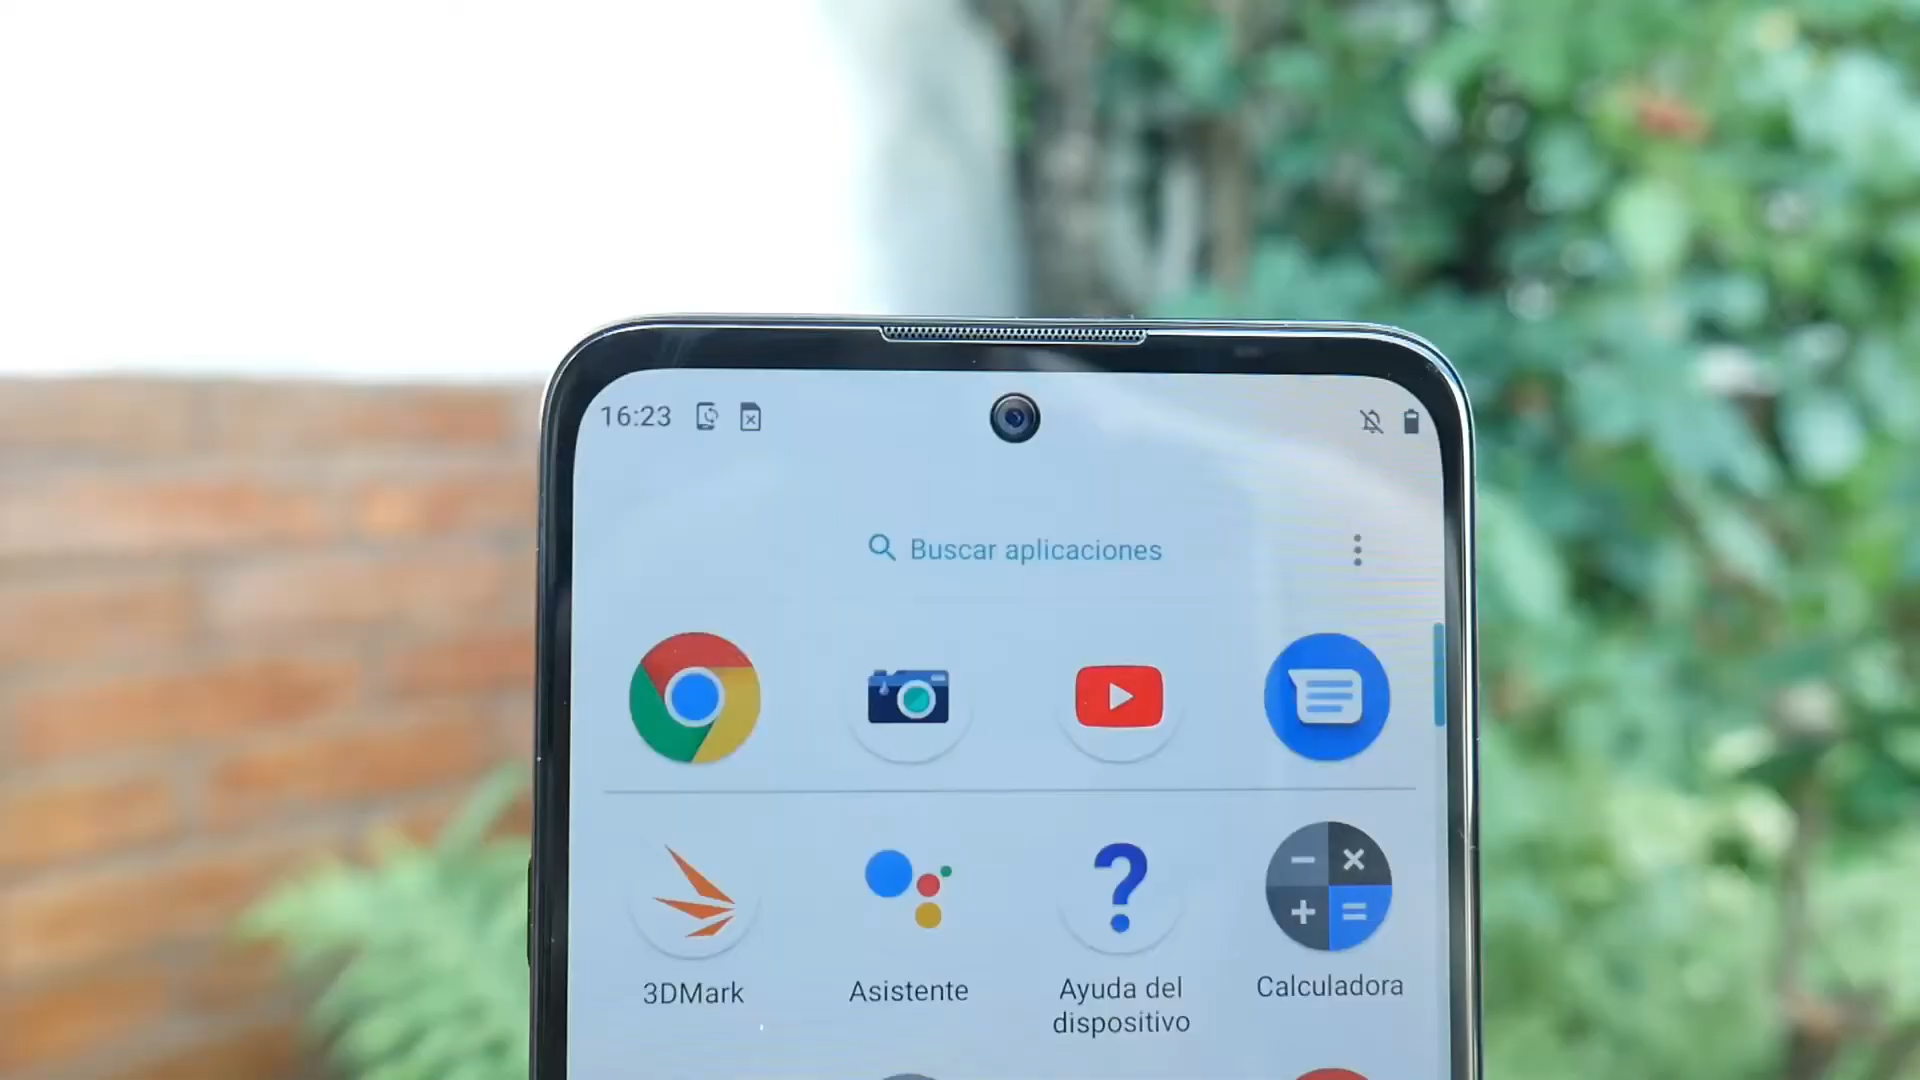 16:23
Buscar aplicaciones
3DMark
Asistente
Ayuda del
dispositivo
Calculadora